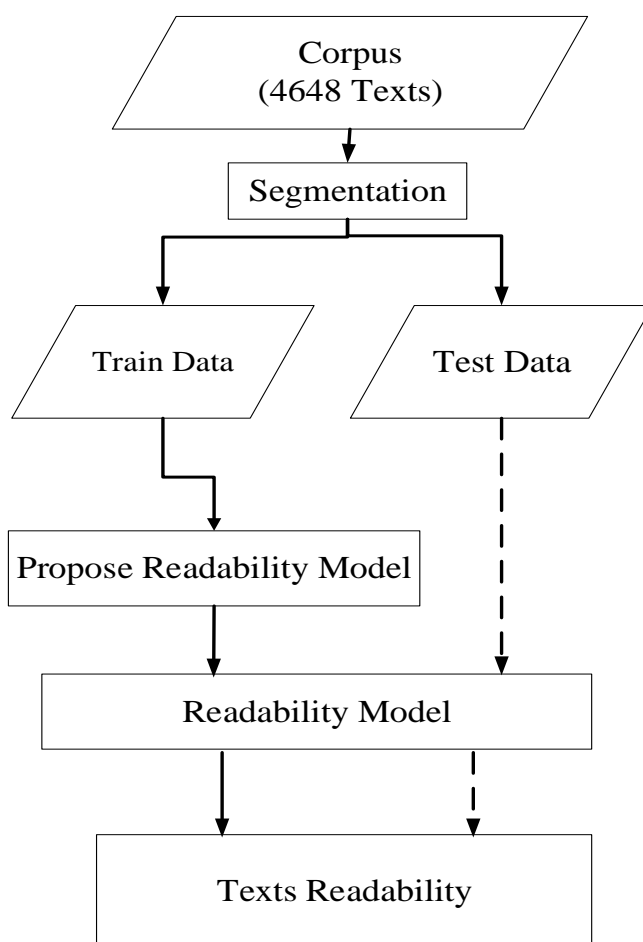 Corpus
(4648 Texts)
Segmentation
Train Data
Test Data
Propose Readability Model
Readability Model
Texts Readability